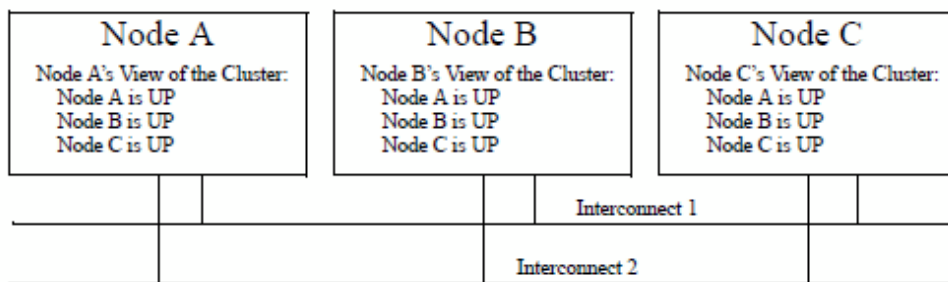 Node A
Node A's View of the Cluster:
Node A is UP
Node B is UP
Node C is UP
Node B
Node B's View of the Cluster:
Node A is UP
Node B is UP
Node C is UP
Node C
Node C's View of the Cluster:
Node A is UP
Node B is UP
Node C is UP
Interconnect 1
Interconnect 2